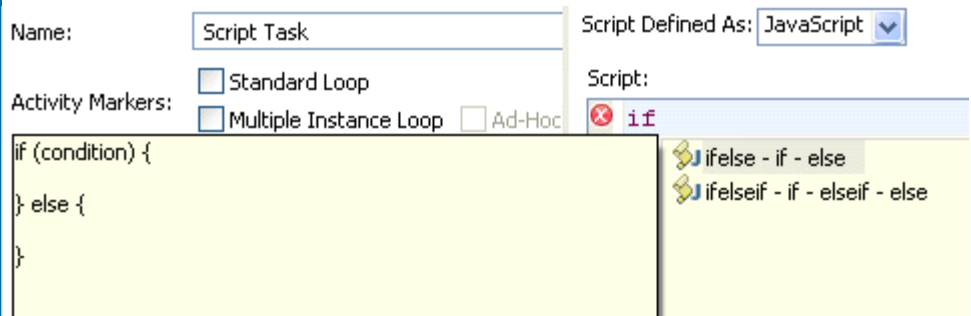 Name:
Script Task
Script Defined As: JavaScript
Activity Markers:
Standard Loop
Multiple Instance Loop
Ad-Hoc
Script:
if
if (condition) {
} else {
}
ifelse - if - else
ifelseif - if - elseif - else